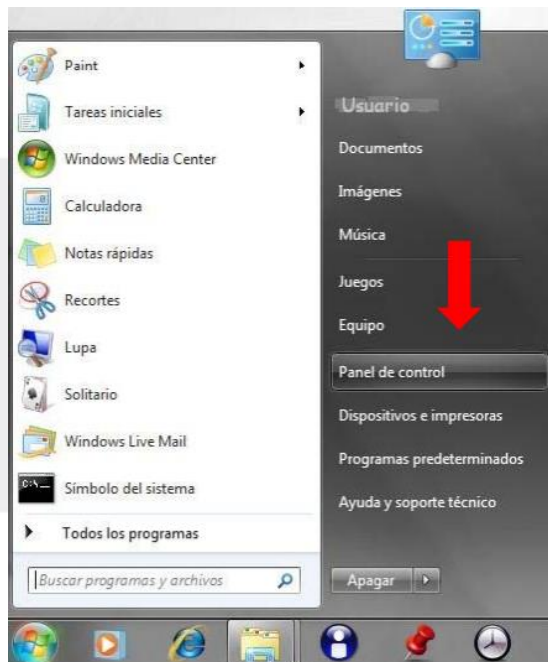 Paint
Tareas iniciales
Windows Media Center
Calculadora
Notas rápidas
Recortes
Lupa
Solitario
Windows Live Mail
C:\_
Símbolo del sistema
Todos los programas
Buscar programas y archivos
Usuario
Documentos
Imágenes
Música
Juegos
Equipo
Panel de control
Dispositivos e impresoras
Programas predeterminados
Ayuda y soporte técnico
Apagar